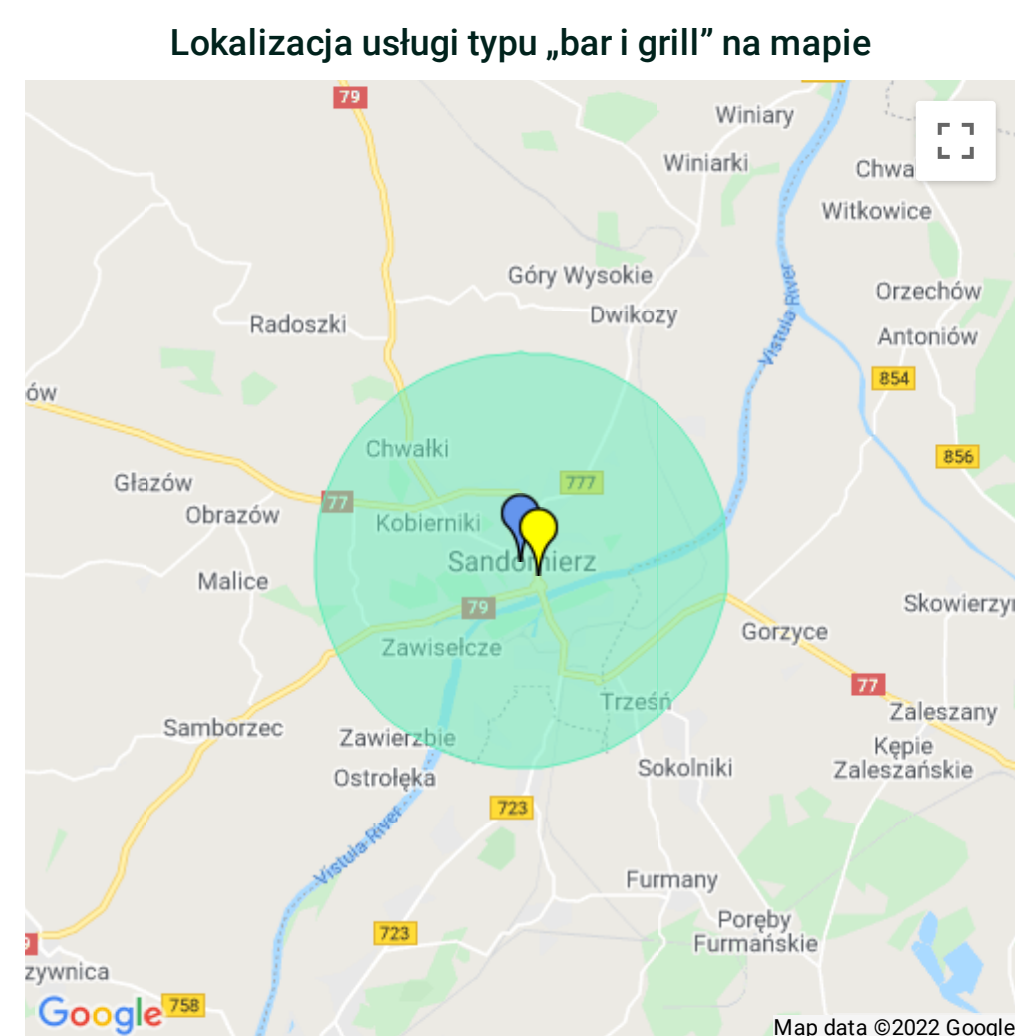 Lokalizacja usługi typu „bar i grill” na mapie
79
Winiary
Winiarki
Chwa
Witkowice
Góry Wysokie
Vistula River
Orzechów
Dwikozy
Radoszki
Antoniów
854
ów
Chwałki
856
Głazów
777
77
Obrazów
Kobierniki
Sandomierz
Malice
79
Skowierzyn
Gorzyce
Zawisełcze
77
Trześń
Zaleszany
Samborzec
Zawierzbie
Kępie
Zaleszańskie
Sokolniki
Ostrołęka
723
Vistula River
Furmany
Poręby
Furmańskie
723
9
zywnica
Google
758
Map data ©2022 Google